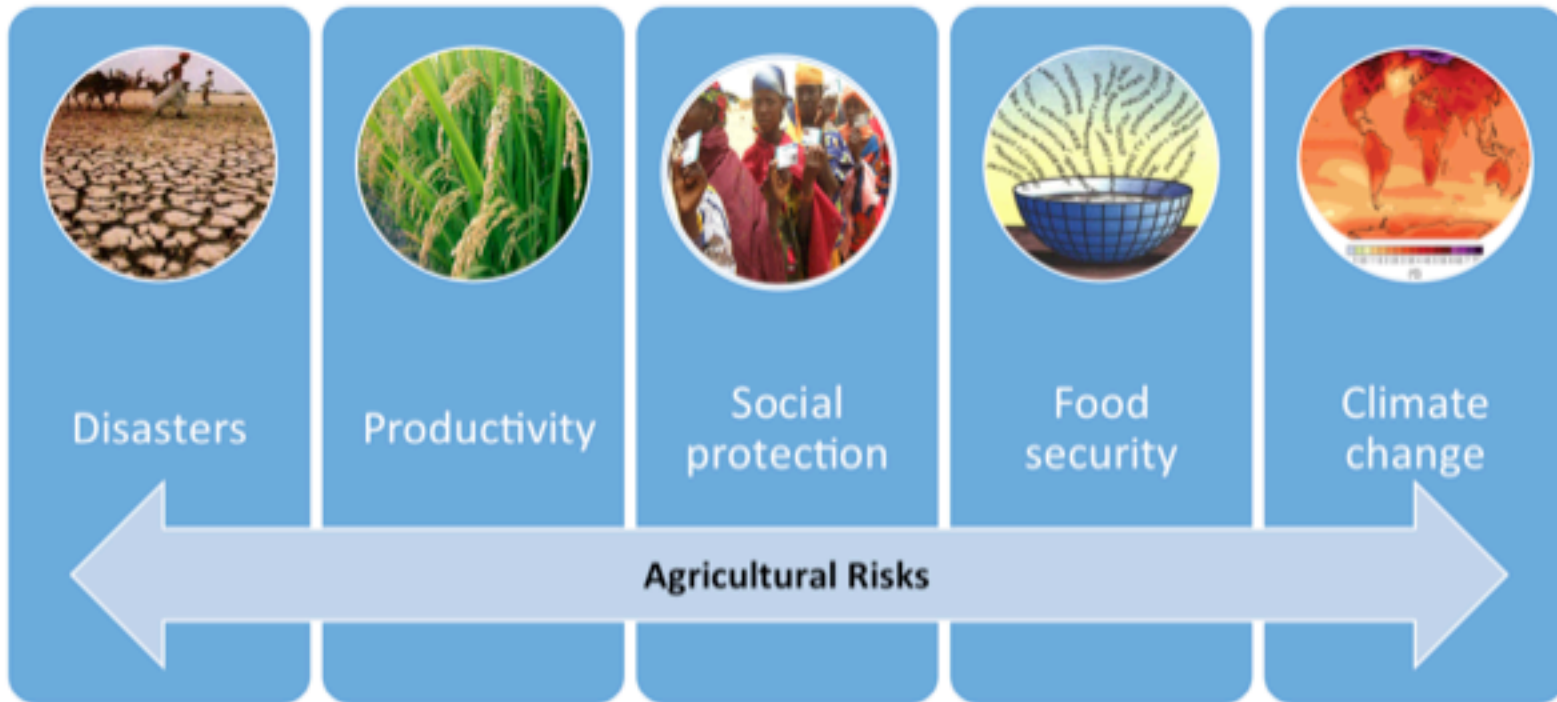 Disasters
Productivity
Social
protection
Food
security
Climate
change
Agricultural Risks